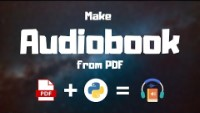 Make
Audiobook
from PDF
PDF + =